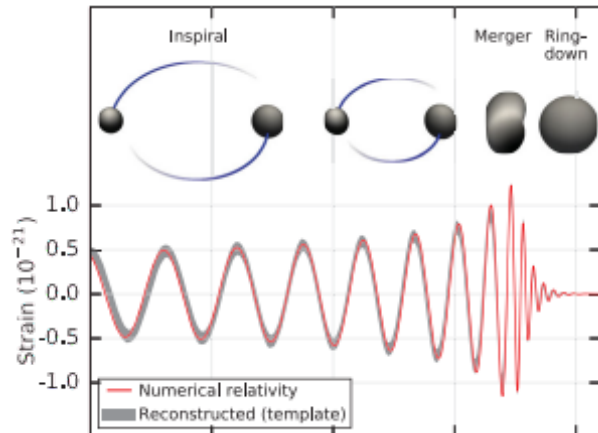 Inspiral
Merger
Ring-
down
1.0
0.5
0.0
-0.5
-1.0
Strain (10⁻²¹)
Numerical relativity
Reconstructed (template)